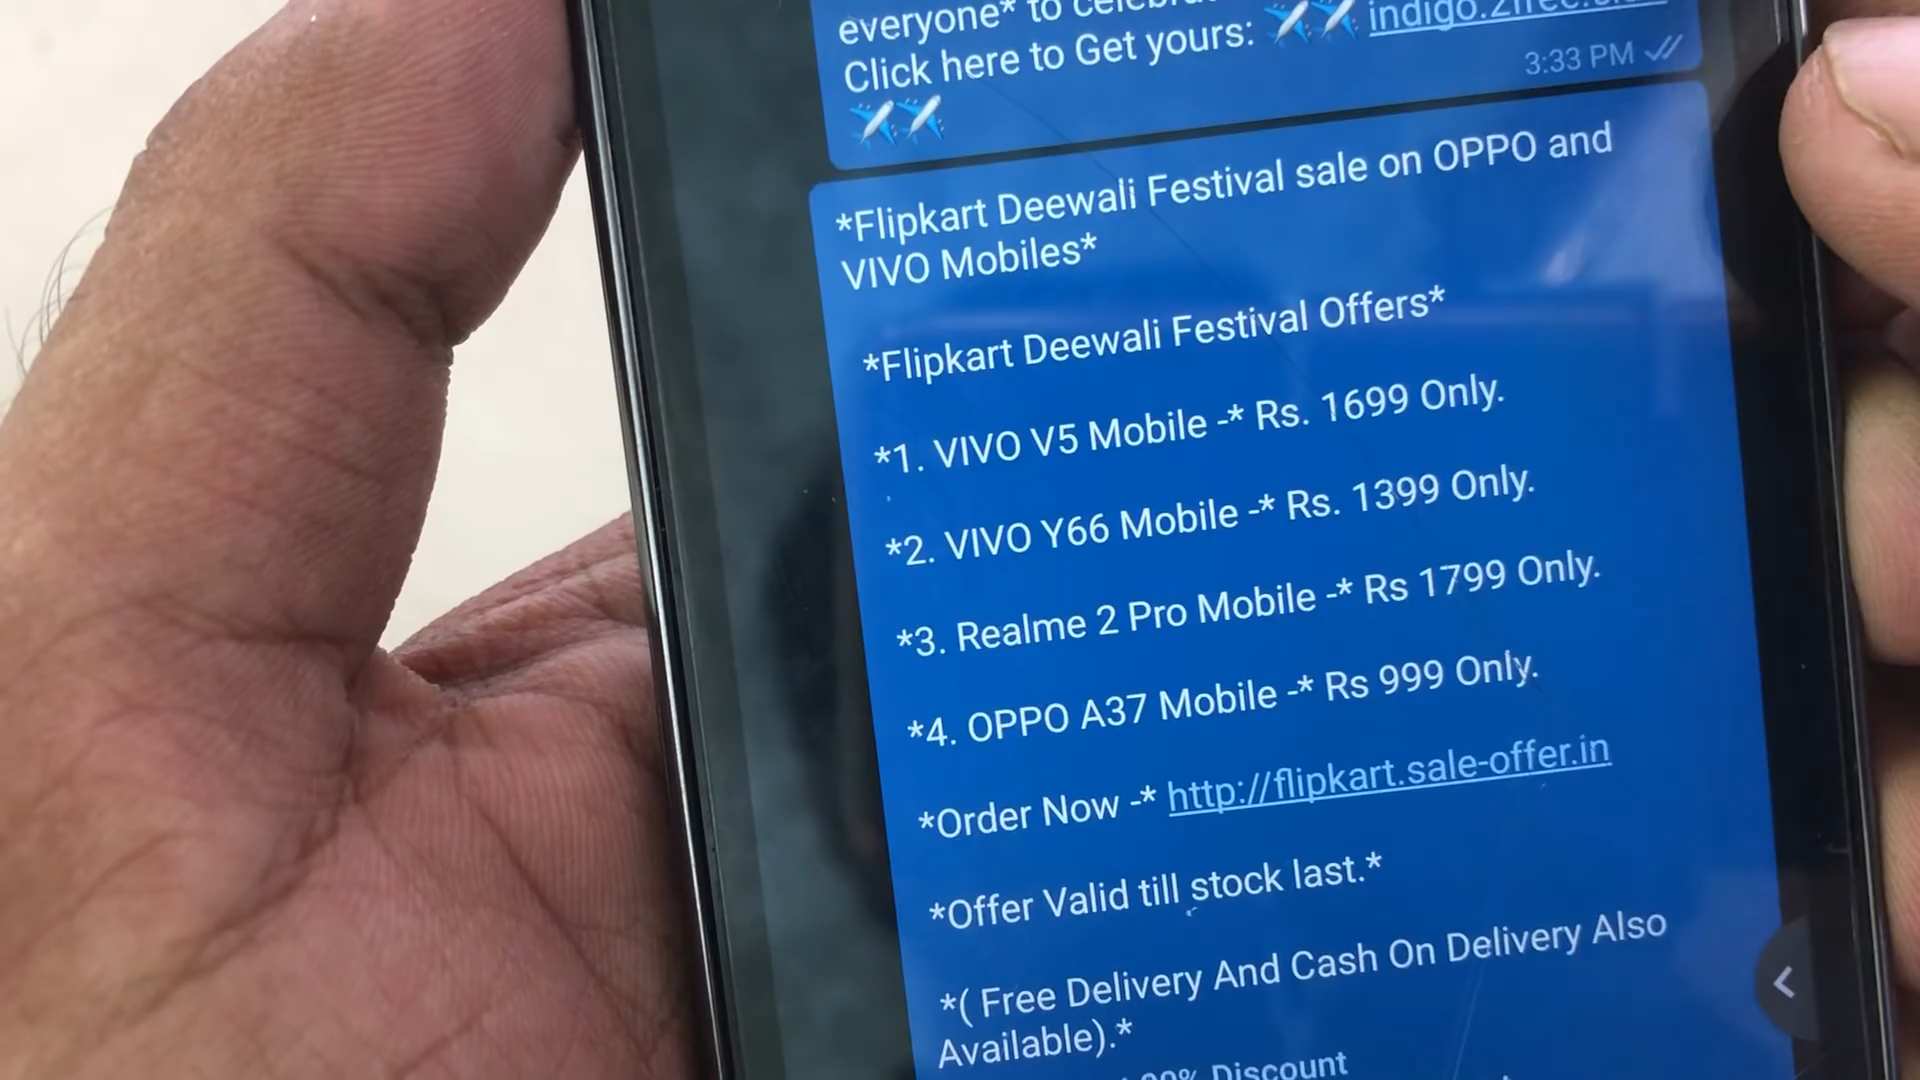 everyone* to
Click here to Get yours: ✈✈ indigo.2free.
3:33 PM
✈✈
*Flipkart Deewali Festival sale on OPPO and
VIVO Mobiles*
*Flipkart Deewali Festival Offers*
*1. VIVO V5 Mobile -* Rs. 1699 Only.
*2. VIVO Y66 Mobile -* Rs. 1399 Only.
*3. Realme 2 Pro Mobile -* Rs 1799 Only.
*4. OPPO A37 Mobile -* Rs 999 Only.
*Order Now -* http://flipkart.sale-offer.in
*Offer Valid till stock last.*
*( Free Delivery And Cash On Delivery Also
Available).*
Discount